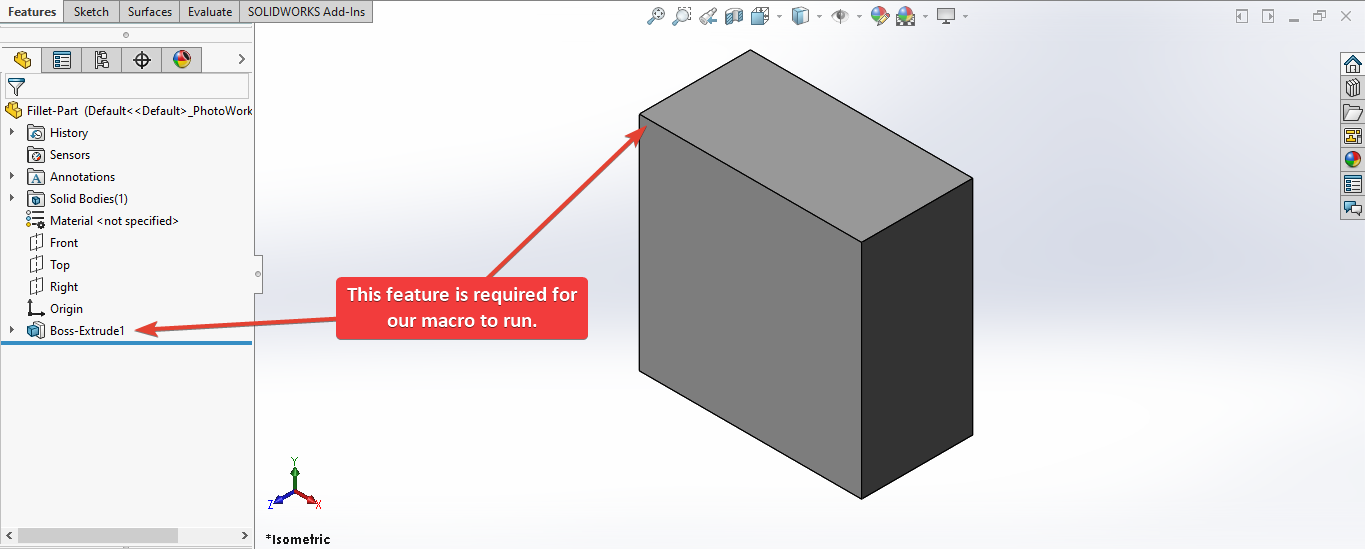 Features Sketch Surfaces Evaluate SOLIDWORKS Add-Ins
Fillet-Part (Default<<Default>_PhotoWork
History
Sensors
A Annotations
Solid Bodies(1)
Material <not specified>
Front
Top
Right
Origin
Boss-Extrude1
This feature is required for
our macro to run.
Y
Z X
*Isometric